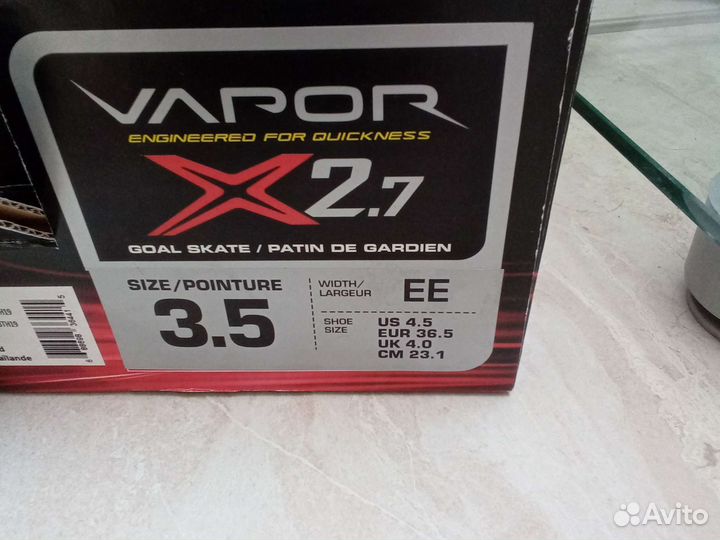 VAPOR
ENGINEERED FOR QUICKNESS
X2.7
GOAL SKATE / PATIN DE GARDIEN
SIZE/POINTURE
3.5
WIDTH/
LARGEUR
EE
SHOE
SIZE
US 4.5
EUR 36.5
UK 4.0
CM 23.1
Avito